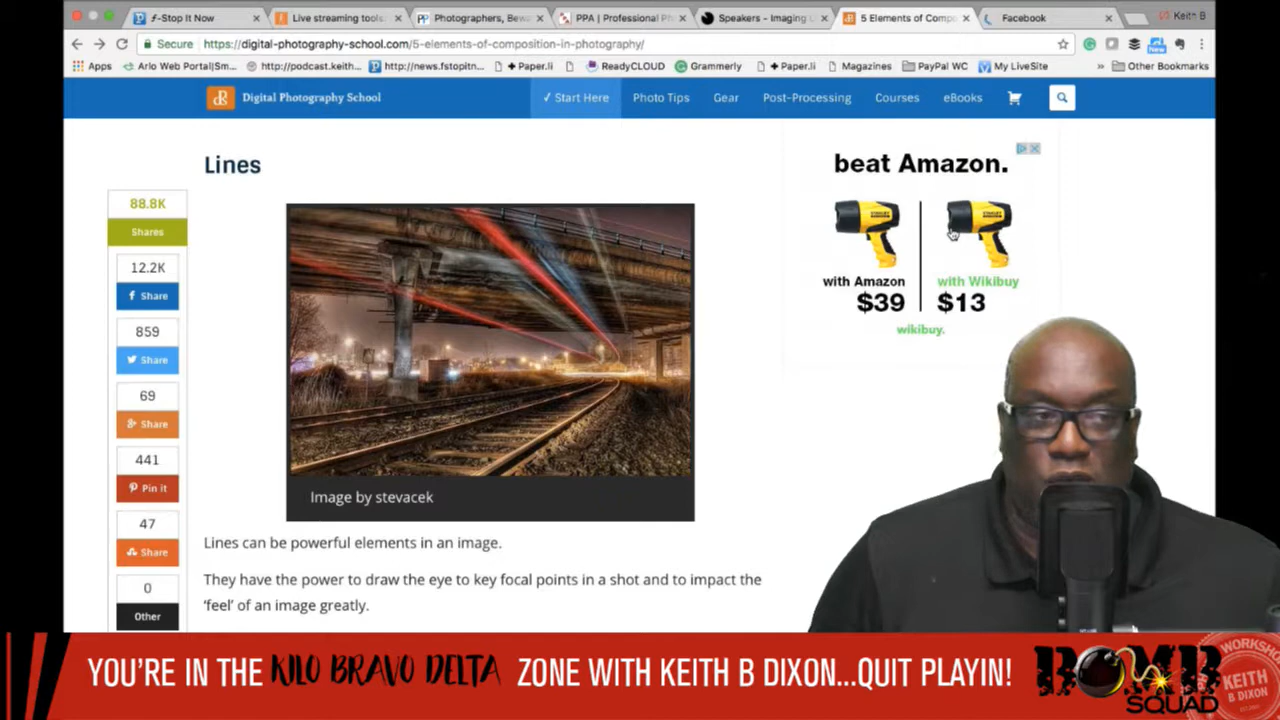 ƒ-Stop It Now
Live streaming tools
Photographers, Bew
PPA | Professional Ph
Speakers - Imaging
5 Elements of Compo
Facebook
Keith B
Secure
https://digital-photography-school.com/5-elements-of-composition-in-photography/
New
Apps
Arlo Web Portal|Sm...
http://podcast.keith...
http://news.fstopitn...
+ Paper.li
ReadyCLOUD
Grammerly
+ Paper.li
Magazines
PayPal WC
My LiveSite
»
Other Bookmarks
dPs
Digital Photography School
✓ Start Here
Photo Tips
Gear
Post-Processing
Courses
eBooks
Lines
88.8K
Shares
12.2K
Share
859
Share
69
Share
441
Pin it
47
Share
0
Other
Image by stevacek
Lines can be powerful elements in an image.
They have the power to draw the eye to key focal points in a shot and to impact the
‘feel’ of an image greatly.
beat Amazon.
with Amazon
$39
with Wikibuy
$13
wikibuy.
YOU'RE IN THE KILO BRAVO DELTA ZONE WITH KEITH B DIXON...QUIT PLAYIN!
BOMB
SQUAD
WORKSHO
KEITH
B DIXON